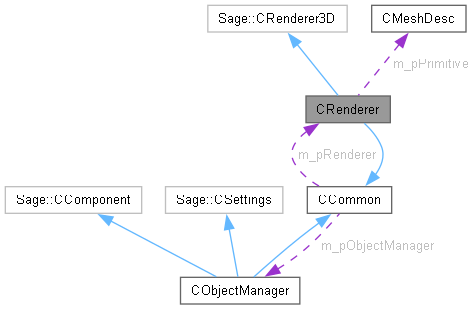 Sage::CRenderer3D
CMeshDesc
m_pPrimitive
CRenderer
m_pRenderer
Sage::CComponent
Sage::CSettings
CCommon
m_pObjectManager
CObjectManager